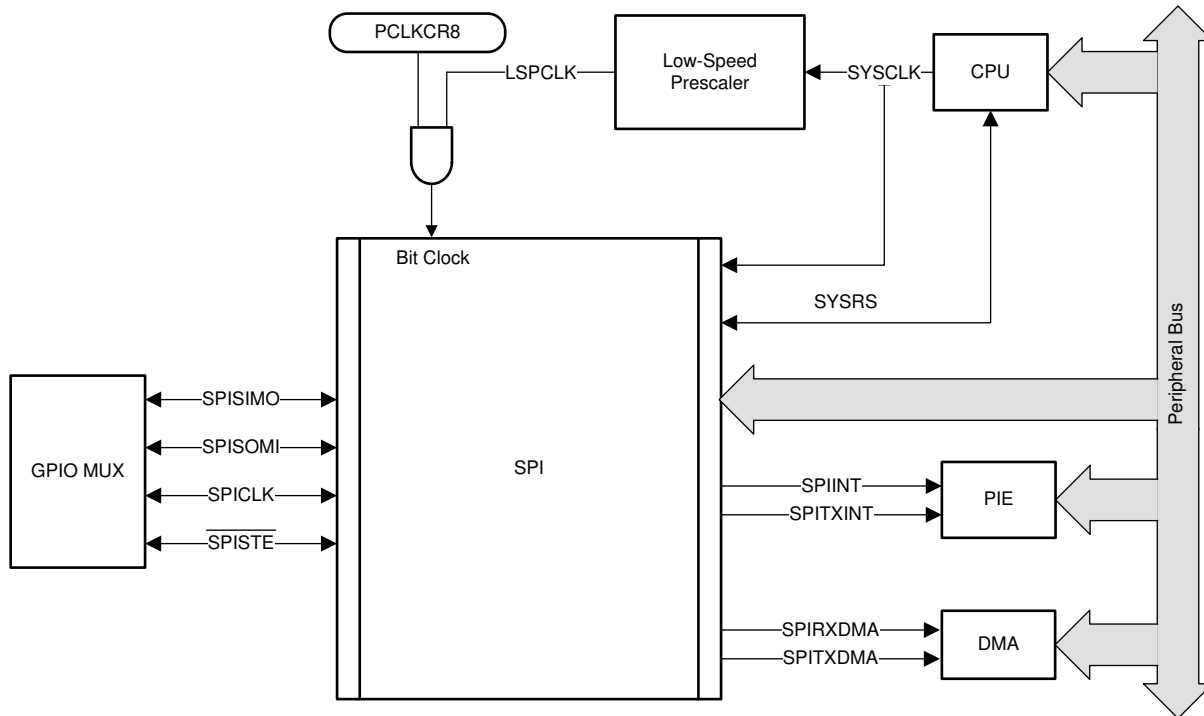 PCLKCR8
LSPCLK
Low-Speed
Prescaler
SYSCLK
CPU
Bit Clock
SYSRS
Peripheral Bus
GPIO MUX
SPISIMO
SPISOMI
SPICLK
SPISTE
SPI
SPIINT
SPITXINT
PIE
SPIRXDMA
SPITXDMA
DMA